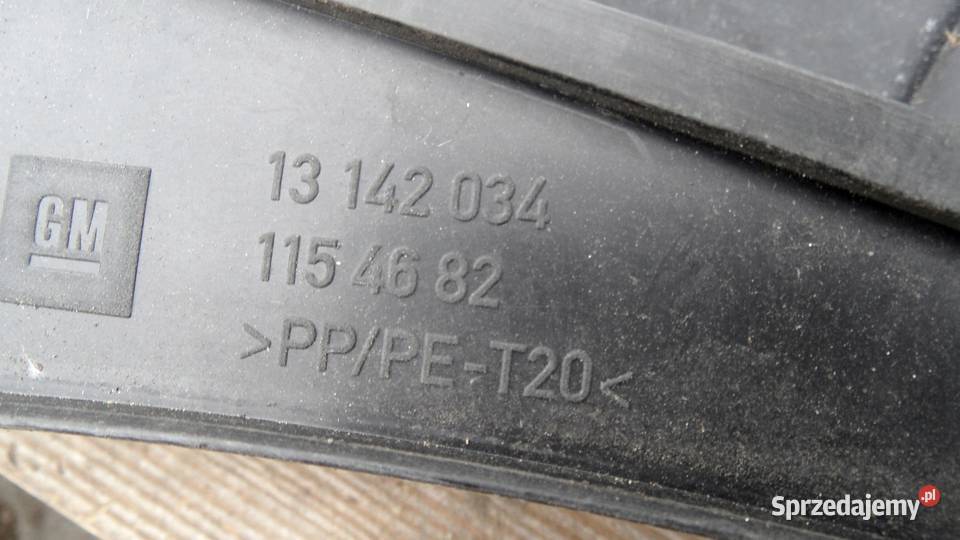 GM
13 142 034
115 46 82
>PP/PE-T20<
Sprzedajemy.pl